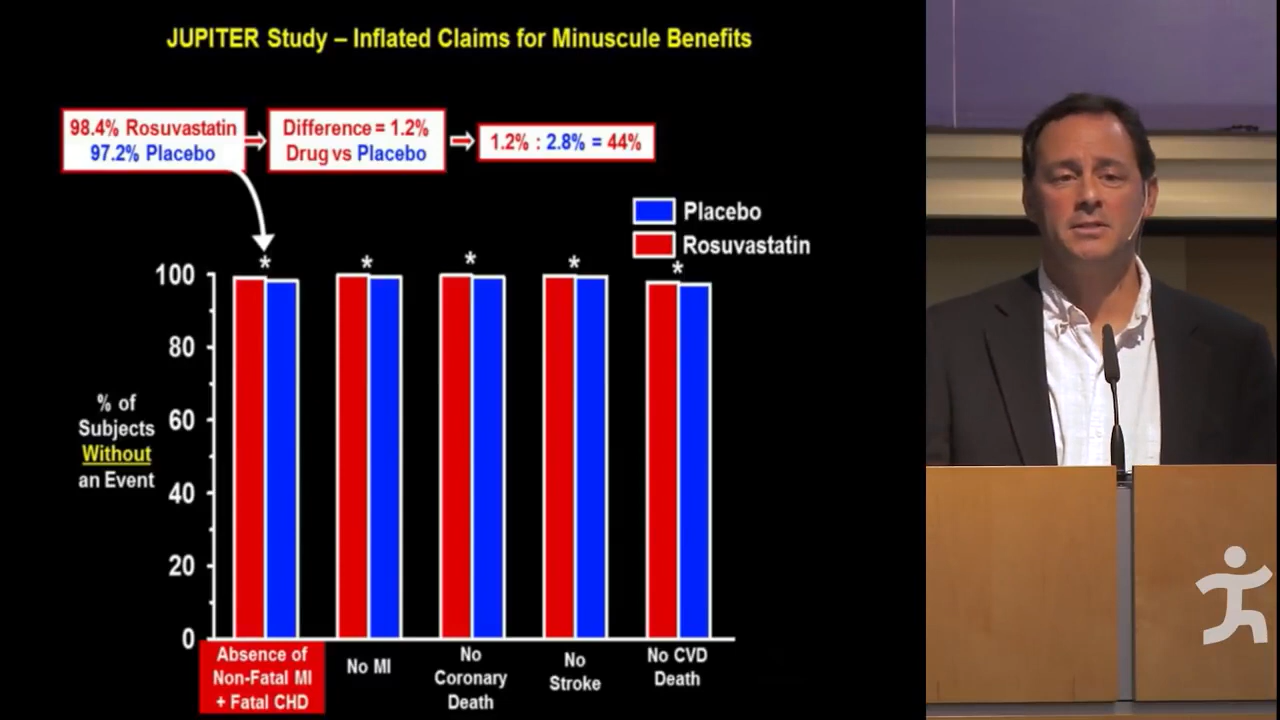 JUPITER Study – Inflated Claims for Minuscule Benefits
98.4% Rosuvastatin
97.2% Placebo
Difference = 1.2%
Drug vs Placebo
1.2% : 2.8% = 44%
Placebo
Rosuvastatin
100
80
60
40
20
0
% of
Subjects
Without
an Event
*
*
*
*
*
Absence of
Non-Fatal MI
+ Fatal CHD
No MI
No
Coronary
Death
No
Stroke
No CVD
Death